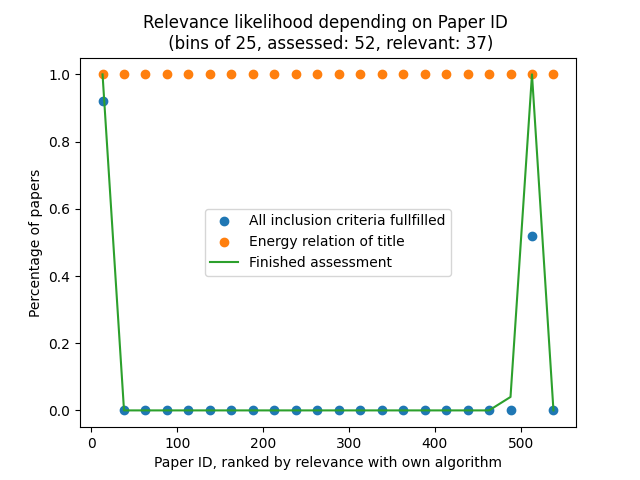 Relevance likelihood depending on Paper ID
(bins of 25, assessed: 52, relevant: 37)
1.0
0.8
0.6
0.4
0.2
0.0
Percentage of papers
All inclusion criteria fullfilled
Energy relation of title
Finished assessment
0 100 200 300 400 500
Paper ID, ranked by relevance with own algorithm